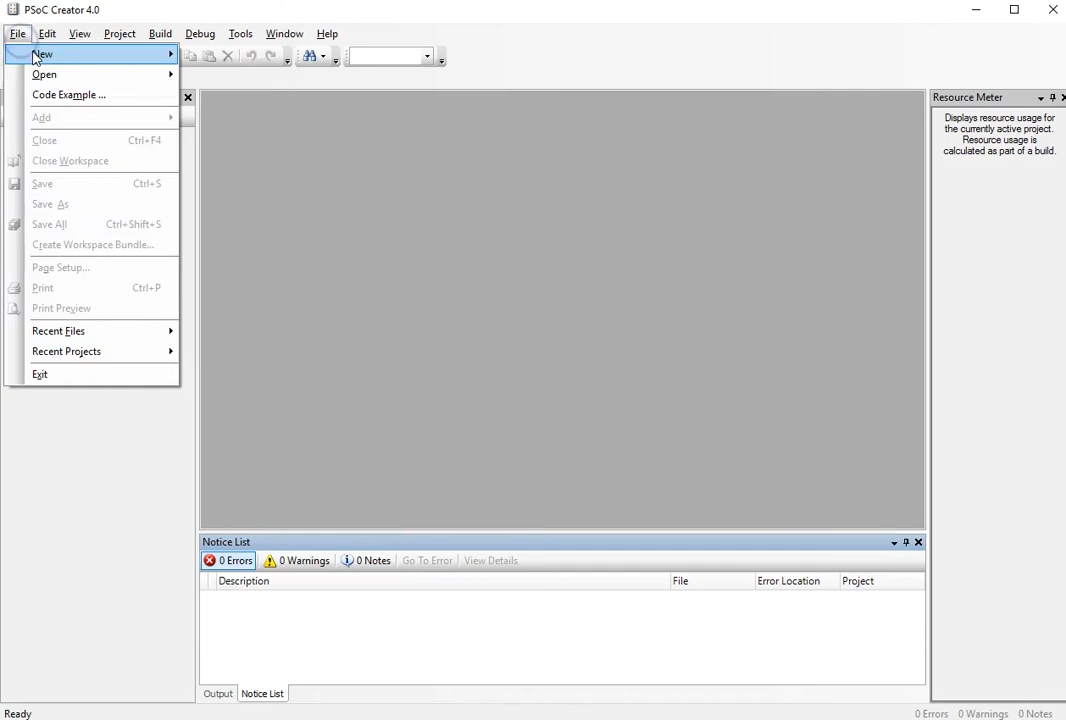 PSoC Creator 4.0
File Edit View Project Build Debug Tools Window Help
New
Open
Code Example ...
Add
Close Ctrl+F4
Close Workspace
Save Ctrl+S
Save As
Save All Ctrl+Shift+S
Create Workspace Bundle...
Page Setup...
Print Ctrl+P
Print Preview
Recent Files
Recent Projects
Exit
Resource Meter
Displays resource usage for
the currently active project.
Resource usage is
calculated as part of a build.
Notice List
0 Errors 0 Warnings 0 Notes Go To Error View Details
Description File Error Location Project
Output Notice List
Ready 0 Errors 0 Warnings 0 Notes